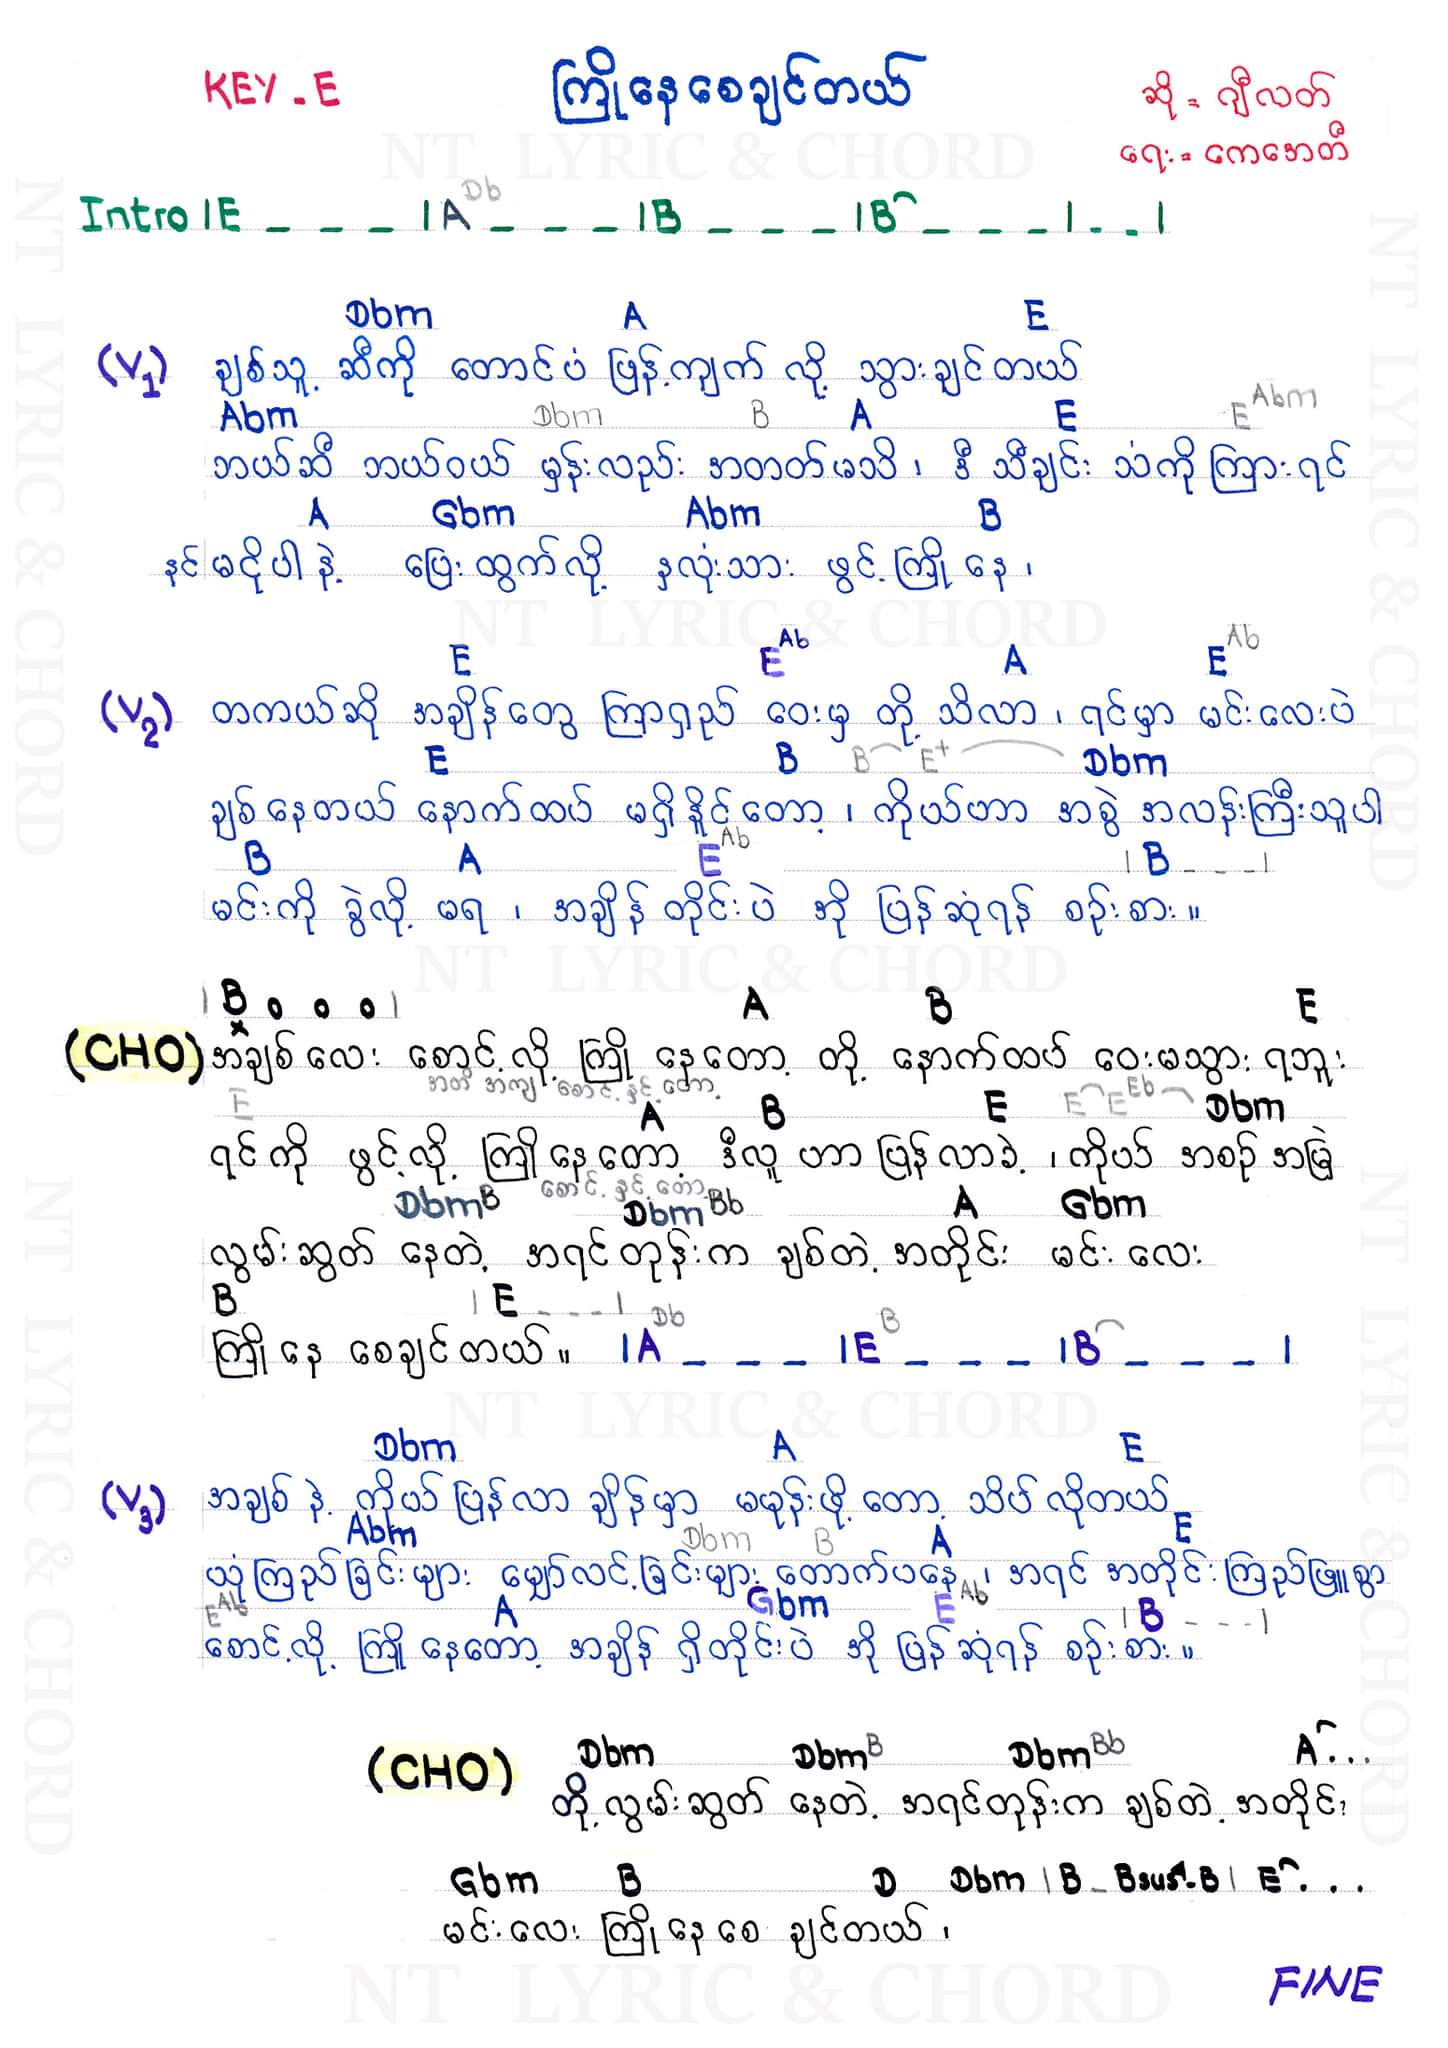 KEY - E
ကြိုနေစေချင်တယ်
ဆို = ဂျီလတ်
ရေး = ကေအေတီ
NT LYRIC & CHORD
Intro | E _ _ _ | A Db _ _ _ | B _ _ _ | B _ _ _ | _ _ |
Dbm A E
(V1) ချစ်သူ့ ဆီကို တောင်ပံ ဖြန့်ကျက် လို့ သွားချင်တယ်
Abm Dbm B A E E Abm
ဘယ်ဆီ ဘယ်ဝယ် မှန်းလည်း အတတ်မသိ ၊ ဒီ သီချင်း သံကို ကြားရင်
A Gbm Abm B
နင် မငိုပါ နဲ့ ပြေးထွက်လို့ နှလုံးသား ဖွင့် ကြို နေ ၊
NT LYRIC & CHORD
E E Ab A E Ab
(V2) တကယ်ဆို အချိန်တွေ ကြာရှည် ဝေးမှ တို့ သိလာ ၊ ရင်မှာ မင်းလေးပဲ
E B B E+ Dbm
ချစ်နေတယ် နောက်ထပ် မရှိနိူင်တော့ ၊ ကိုယ်ဟာ အစွဲ အလန်းကြီးသူပါ
B A E Ab | B _ _ _ |
မင်းကို ခွဲလို့ မရ ၊ အချိန် တိုင်းပဲ အို ပြန်ဆုံရန် စဉ်းစား ။
NT LYRIC & CHORD
| B o o o | A B E
(CHO) အချစ် လေး စောင့်လို့ ကြို နေတော့ တို့ နောက်ထပ် ဝေးမသွား ရဘူး
အတိ အကျ စောင့် နှင့် တော့
E A B E E E Eb Dbm
ရင်ကို ဖွင့်လို့ ကြိုနေတော့ ဒီလူ ဟာ ပြန်လာခဲ့ ၊ ကိုယ် အစဉ် အမြဲ
စောင့် နှင့် တော့
Dbm B Dbm Bb A Gbm
လွမ်းဆွတ် နေတဲ့ အရင်တုန်းက ချစ်တဲ့ အတိုင်း မင်း လေး
B | E _ _ _ |
ကြို နေ စေချင်တယ် ။ | A Db _ _ _ | E B _ _ _ | B _ _ _ |
NT LYRIC & CHORD
Dbm A E
(V3) အချစ် နဲ့ ကိုယ် ပြန်လာ ချိန်မှာ မမုန်းဖို့ တော့ သိပ် လိုတယ်
Abm Dbm B A E
ယုံကြည်ခြင်းများ မျှော်လင့်ခြင်းများ တောက်ပနေ ၊ အရင် အတိုင်းကြည်ဖြူစွာ
E Ab A Gbm E Ab | B _ _ _ |
စောင့်လို့ ကြိုနေတော့ အချိန် ရှိတိုင်းပဲ အို ပြန်ဆုံရန် စဉ်းစား ။
Dbm Dbm B Dbm Bb A...
(CHO) တို့ လွမ်းဆွတ် နေတဲ့ အရင်တုန်းက ချစ်တဲ့ အတိုင်း
Gbm B D Dbm | B _ Bsus4 - B | E...
မင်းလေး ကြိုနေစေ ချင်တယ် ၊
NT LYRIC & CHORD
FINE